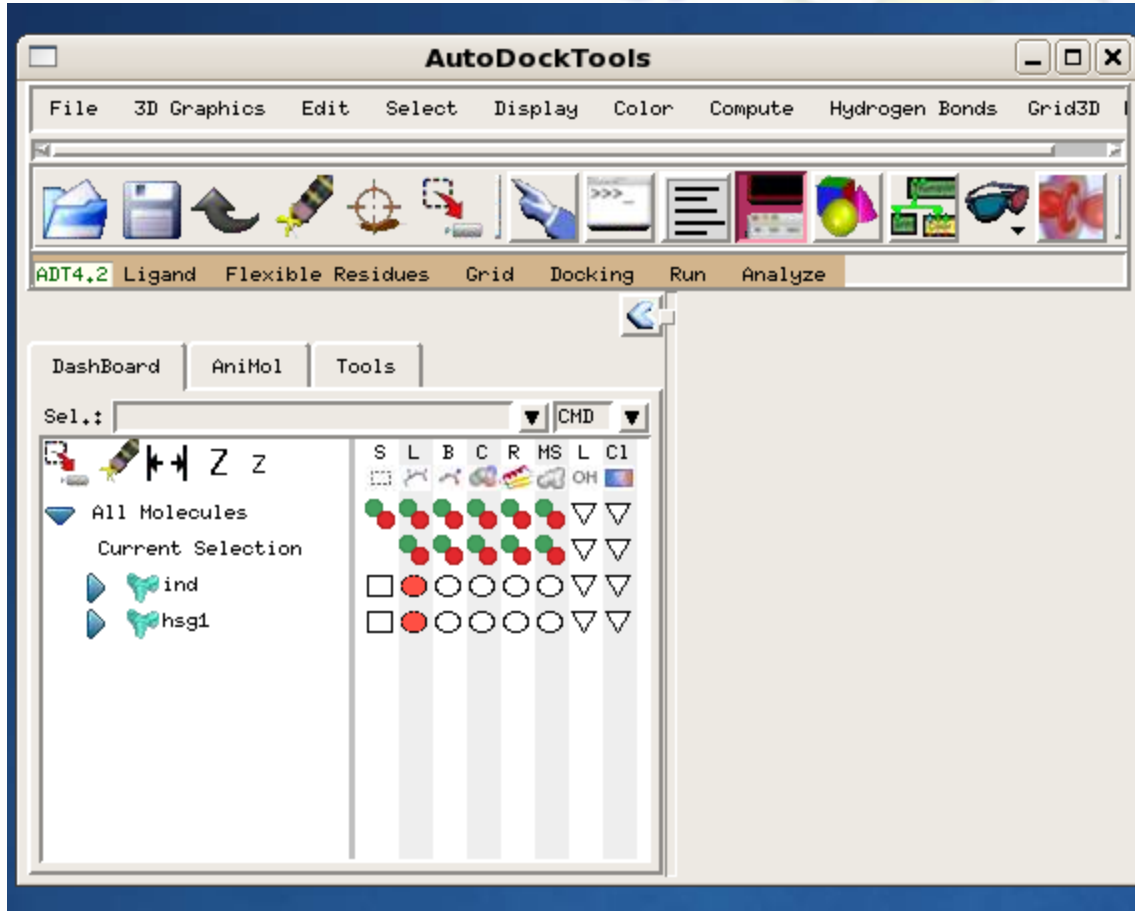 AutoDockTools
File 3D Graphics Edit Select Display Color Compute Hydrogen Bonds Grid3D
>>>_
ADT4.2 Ligand Flexible Residues Grid Docking Run Analyze
DashBoard AniMol Tools
Sel.: CMD
Z z S L B C R MS L Cl
OH
All Molecules
Current Selection
ind
hsg1